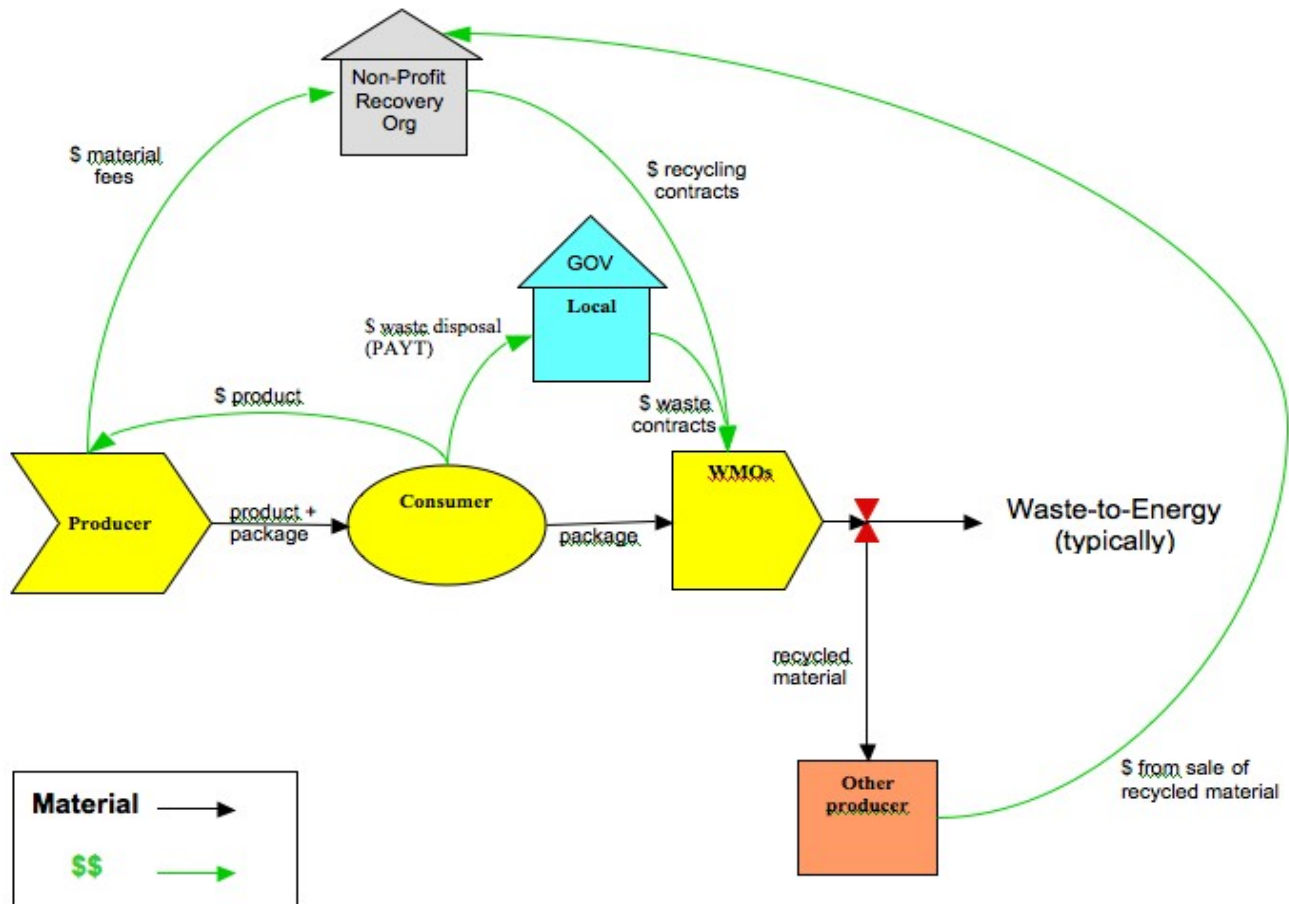 Non-Profit
Recovery
Org
$ material
fees
$ recycling
contracts
GOV
Local
$ waste disposal
(PAYT)
$ product
$ waste
contracts
WMOs
Producer
product +
package
Consumer
package
Waste-to-Energy
(typically)
recycled
material
Other
producer
$ from sale of
recycled material
Material
$$